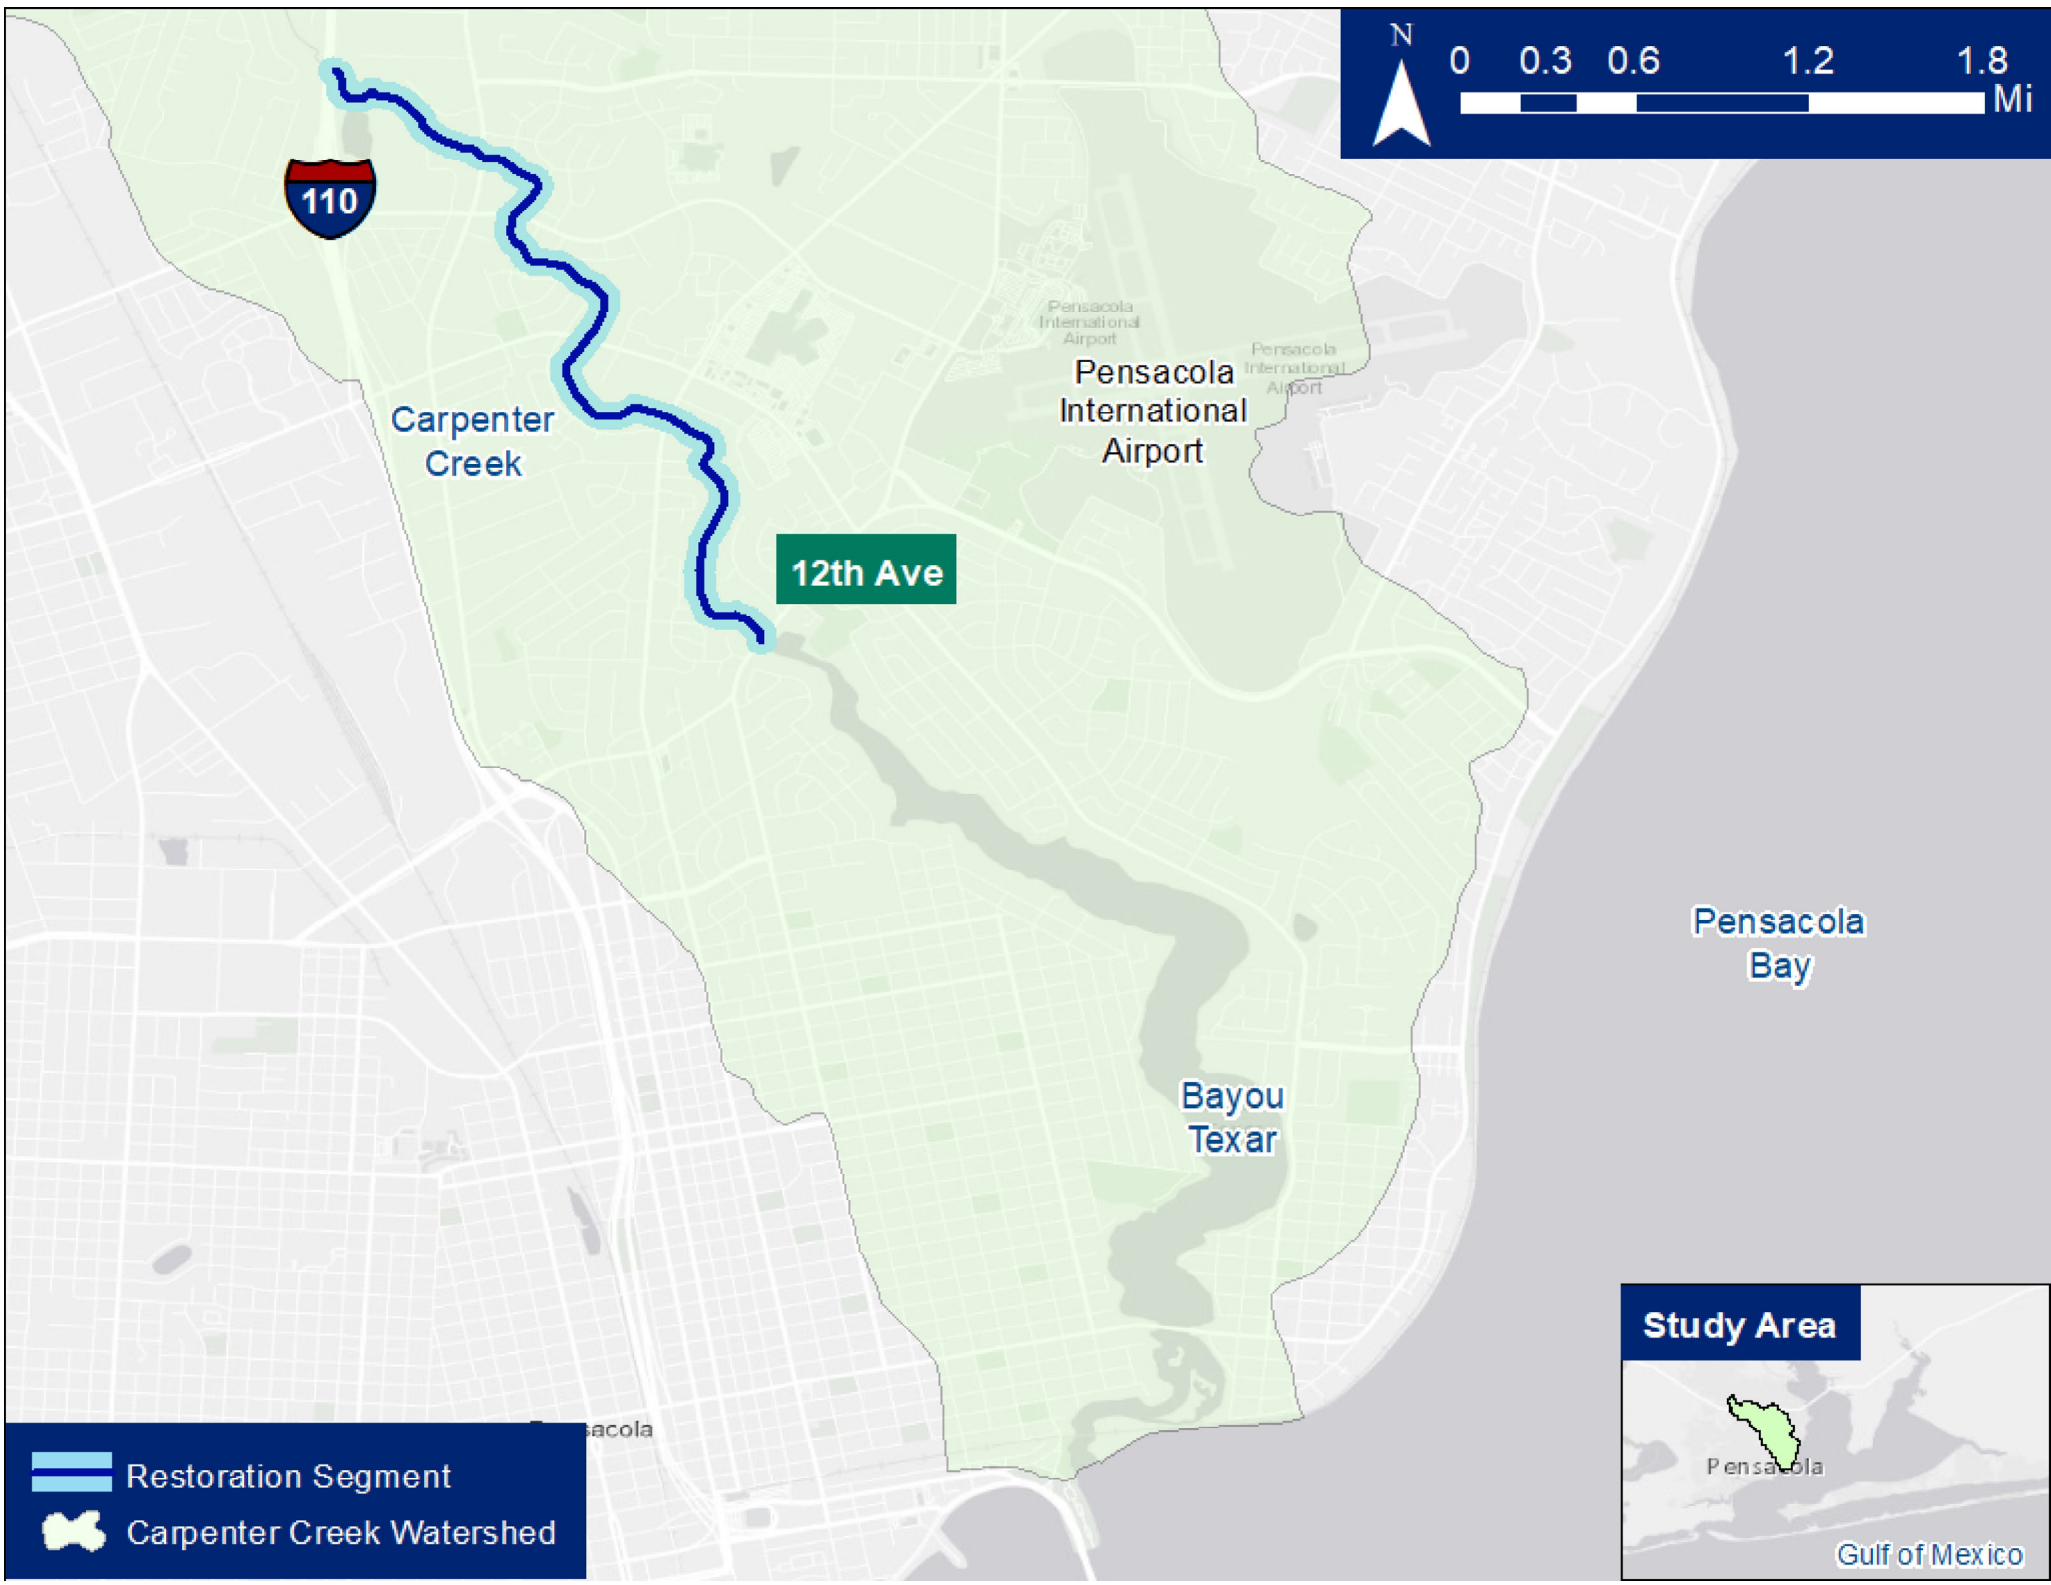 N
0 0.3 0.6 1.2 1.8
Mi
110
Pensacola
International
Airport
Pensacola
International
Airport
Pensacola
International
Airport
Carpenter
Creek
12th Ave
Pensacola
Bay
Bayou
Texar
Study Area
Pensacola
Gulf of Mexico
Restoration Segment
Carpenter Creek Watershed